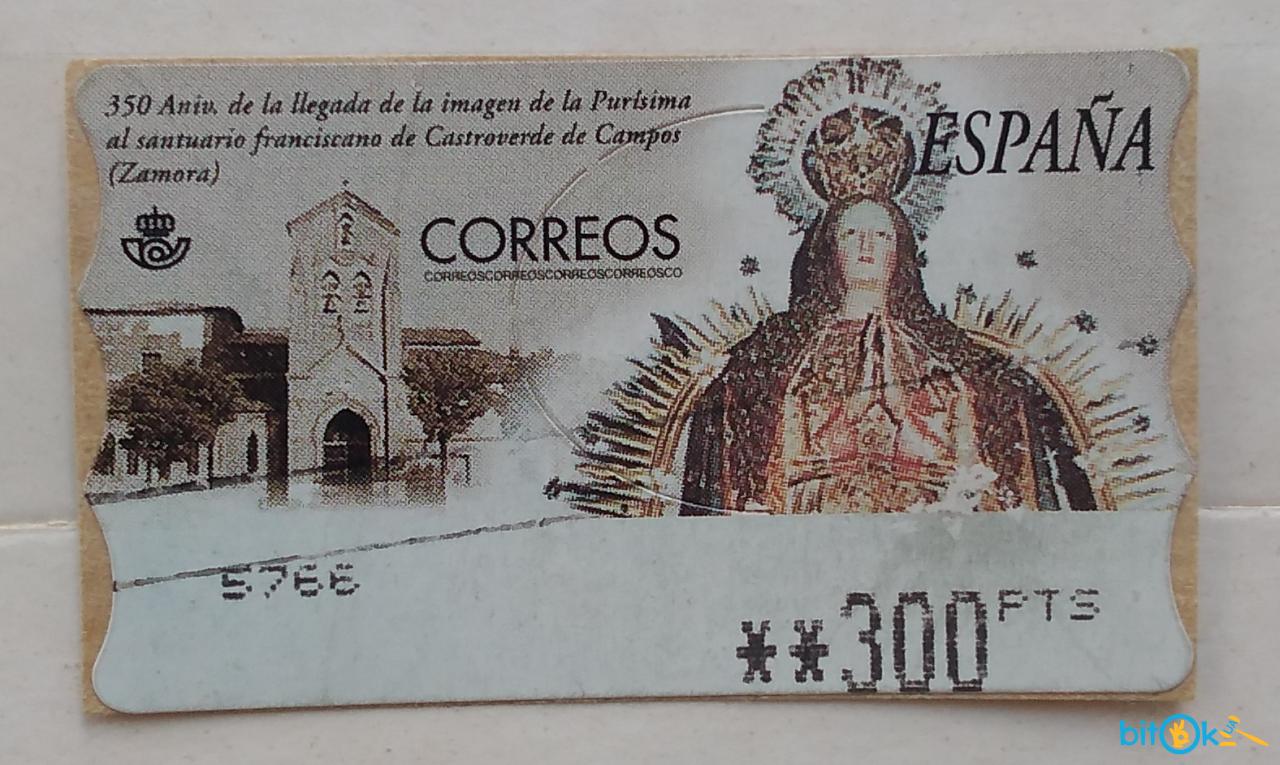 350 Aniv. de la llegada de la imagen de la Purísima
al santuario franciscano de Castroverde de Campos
(Zamora)
ESPAÑA
CORREOS
CORREOSCORREOSCORREOSCORREOSCO
5766
**300 PTS
bitOk UA